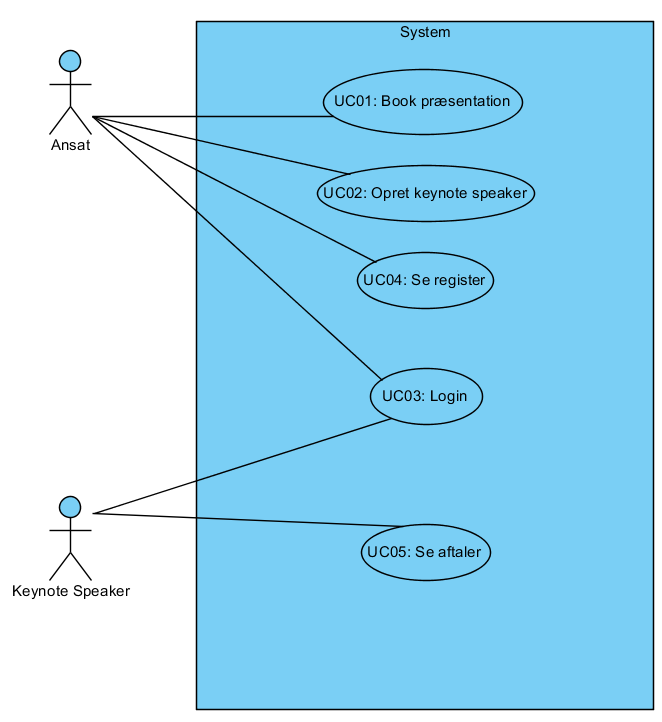 System
UC01: Book præsentation
Ansat
UC02: Opret keynote speaker
UC04: Se register
UC03: Login
UC05: Se aftaler
Keynote Speaker